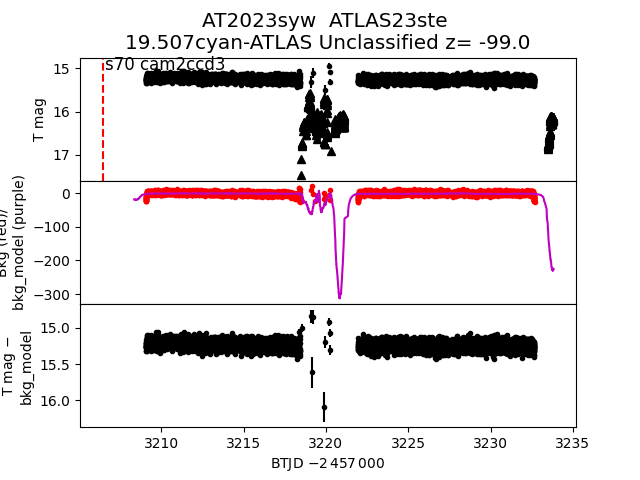 AT2023syw  ATLAS23ste
19.507cyan-ATLAS Unclassified z= -99.0
s70 cam2ccd3
15
16
17
T mag
0
−100
−200
−300
Bkg (red)/
bkg_model (purple)
15.0
15.5
16.0
T mag −
bkg_model
3210
3215
3220
3225
3230
3235
BTJD −2 457 000